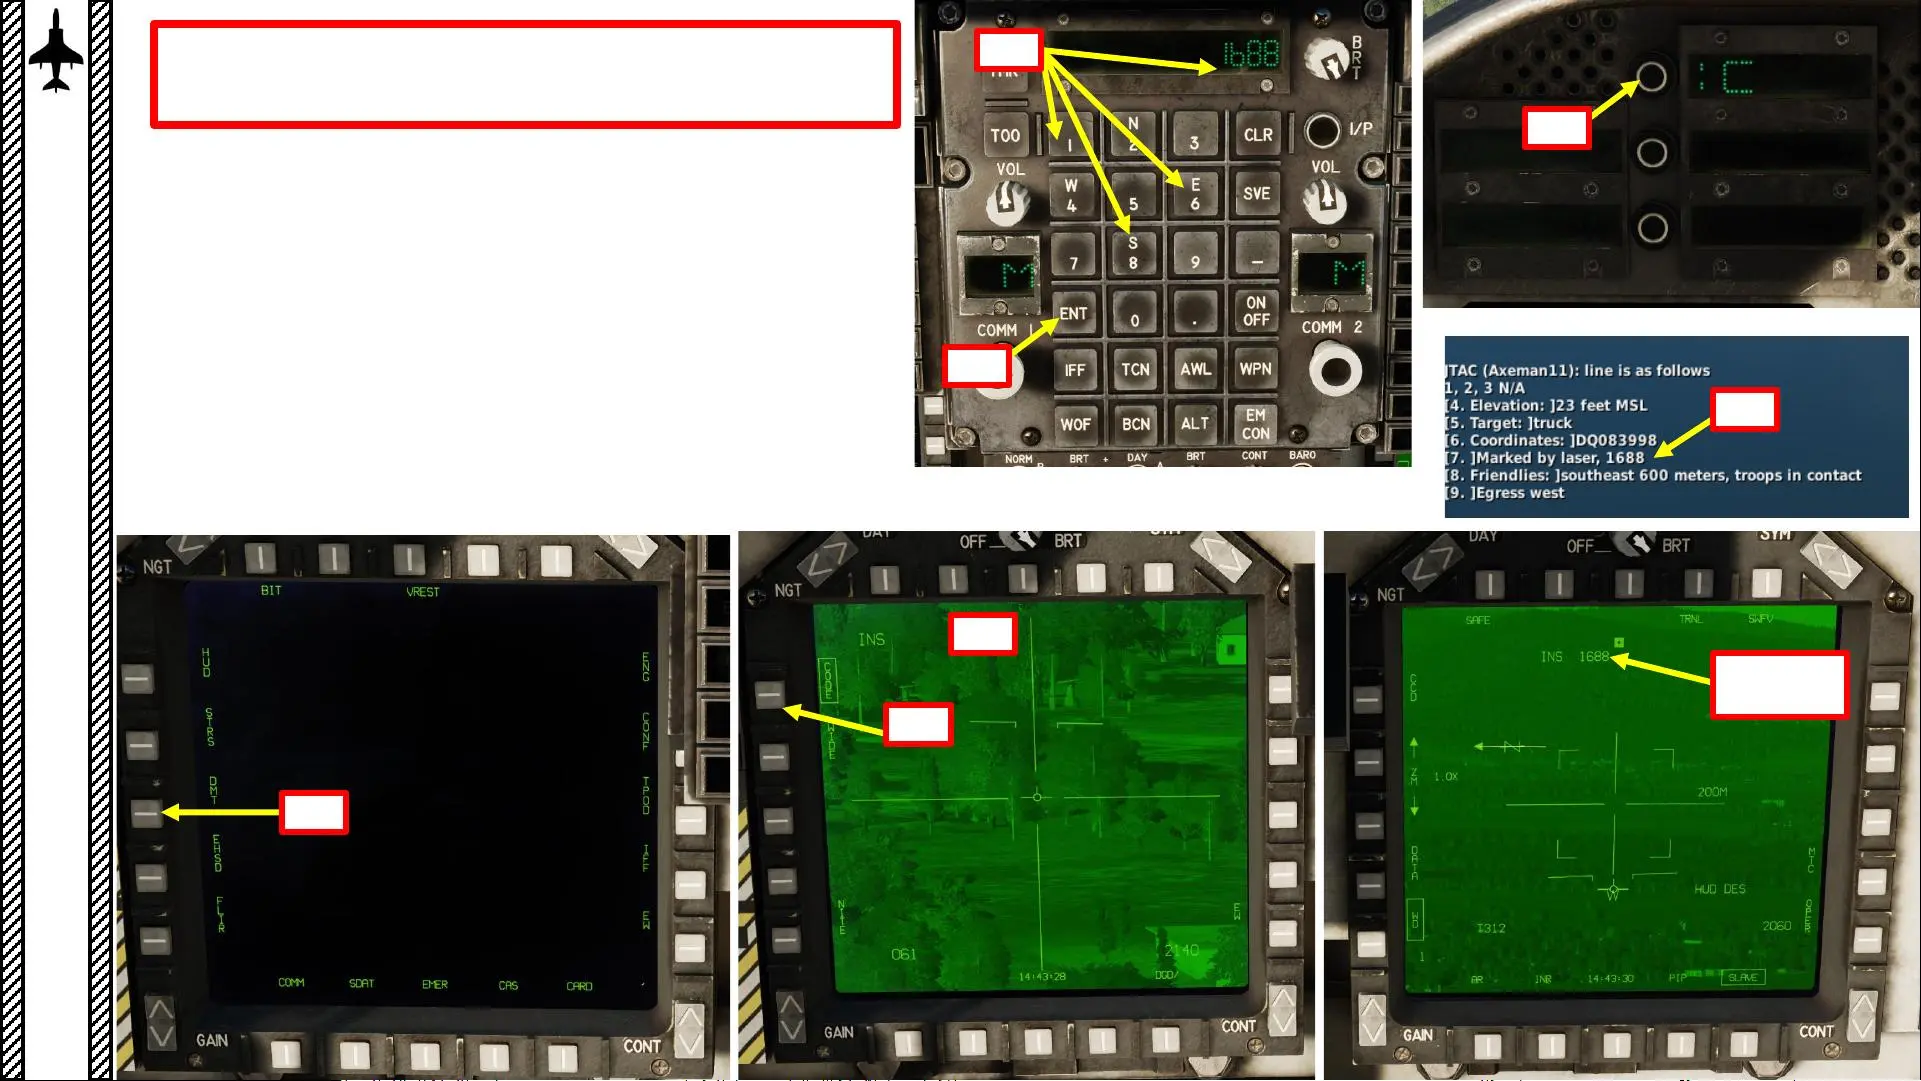 1688
B
R
T
TOO
1
N
2
3
CLR
I/P
VOL
W
4
5
E
6
SVE
VOL
7
S
8
9
–
M
M
ENT
0
.
ON
OFF
COMM 1
COMM 2
IFF
TCN
AWL
WPN
WOF
BCN
ALT
EM
CON
NORM
BRT
DAY
BRT
CONT
BARO
:C
JTAC (Axeman11): line is as follows
1, 2, 3 N/A
[4. Elevation: ]23 feet MSL
[5. Target: ]truck
[6. Coordinates: ]DQ083998
[7. ]Marked by laser, 1688
[8. Friendlies: ]southeast 600 meters, troops in contact
[9. ]Egress west
NGT
BIT
VREST
HUD
STRS
DMT
EHSD
FLIR
ENG
CONF
TPOD
IFF
EW
COMM
SDAT
EMER
CAS
CARD
GAIN
CONT
DAY
OFF
BRT
NGT
INS
CODE
WIDE
NITE
EW
061
2140
14:43:28
DGD/
GAIN
CONT
DAY
OFF
BRT
SYM
NGT
SAFE
TRNL
SWFV
INS 1688
CCD
ZM
1.0X
200M
DATA
MTC
HUD DES
W
WD
1
T312
2060
OPER
AR
INR
14:43:30
PIP
SLAVE
GAIN
CONT